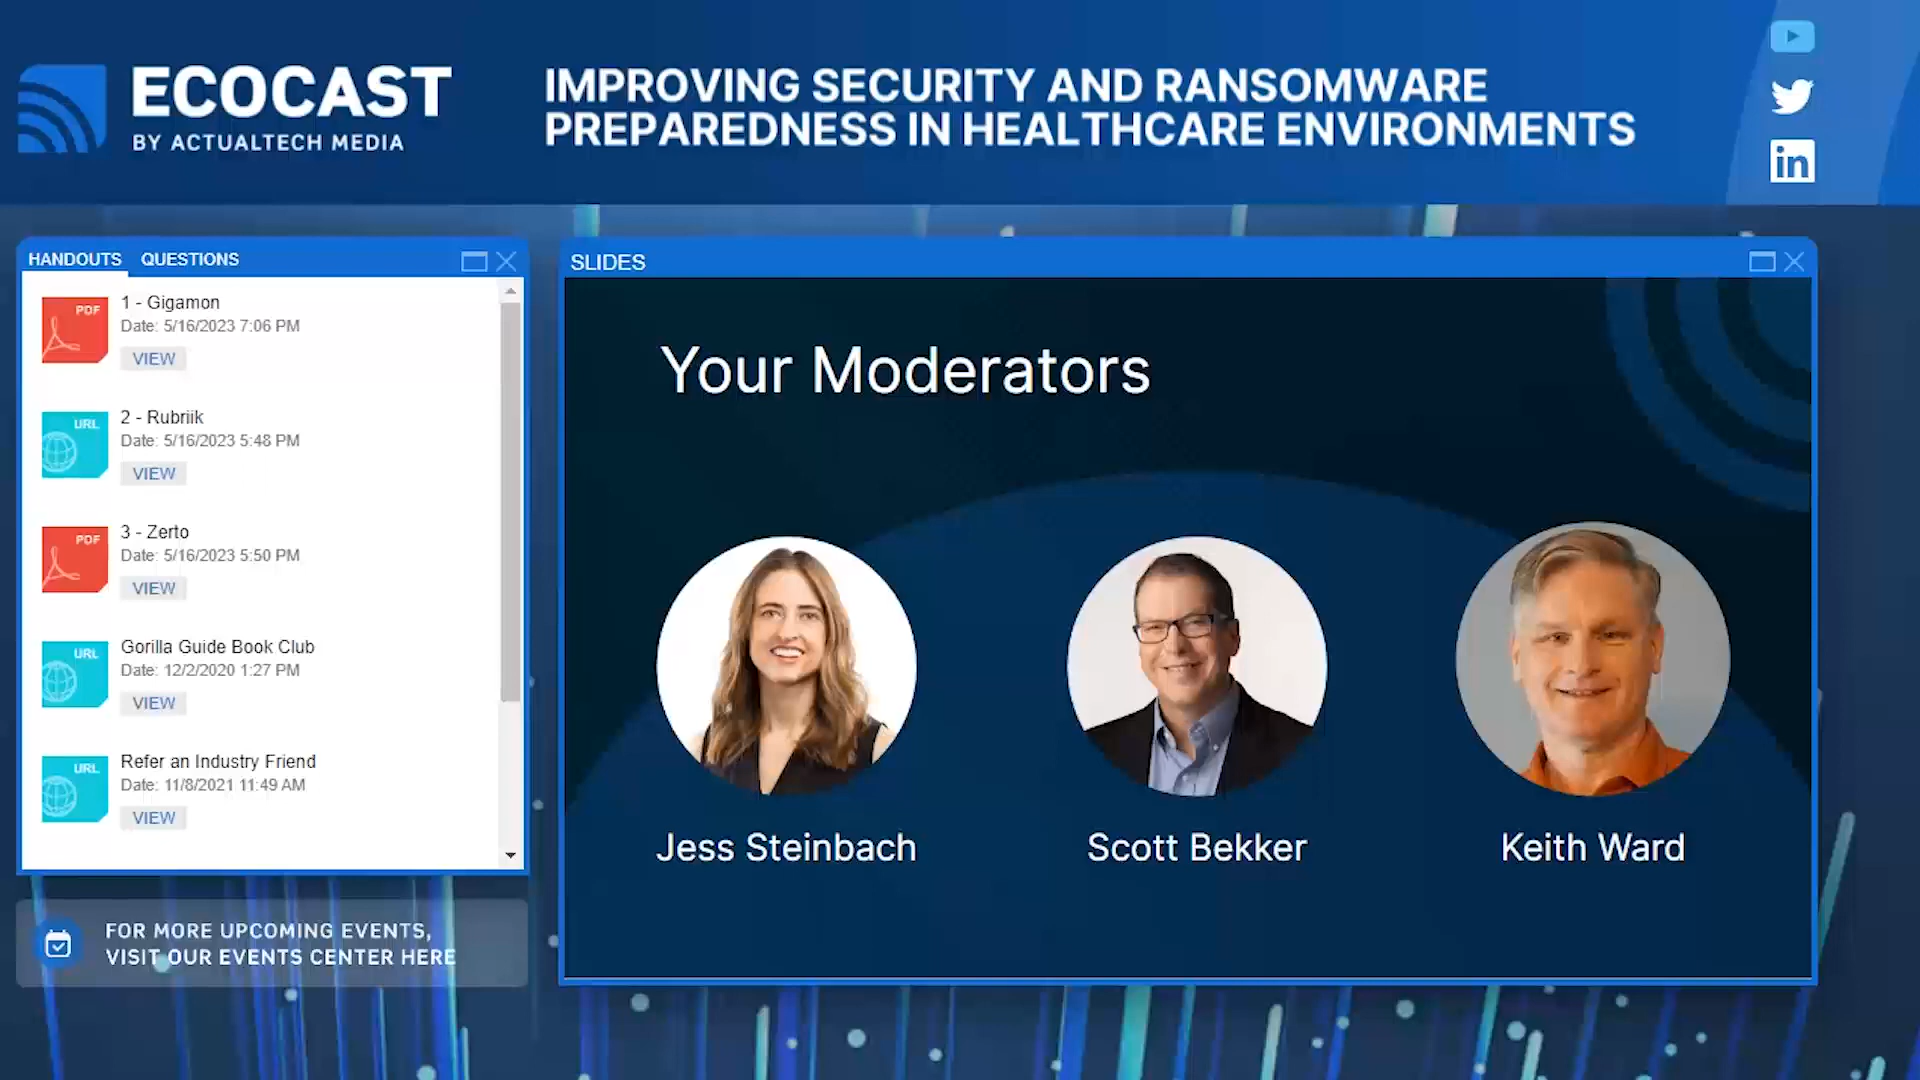 ECOCAST
BY ACTUALTECH MEDIA
IMPROVING SECURITY AND RANSOMWARE
PREPAREDNESS IN HEALTHCARE ENVIRONMENTS
in
HANDOUTS QUESTIONS
PDF
1 - Gigamon
Date: 5/16/2023 7:06 PM
VIEW
URL
2 - Rubriik
Date: 5/16/2023 5:48 PM
VIEW
PDF
3 - Zerto
Date: 5/16/2023 5:50 PM
VIEW
URL
Gorilla Guide Book Club
Date: 12/2/2020 1:27 PM
VIEW
URL
Refer an Industry Friend
Date: 11/8/2021 11:49 AM
VIEW
FOR MORE UPCOMING EVENTS,
VISIT OUR EVENTS CENTER HERE
SLIDES
Your Moderators
Jess Steinbach
Scott Bekker
Keith Ward